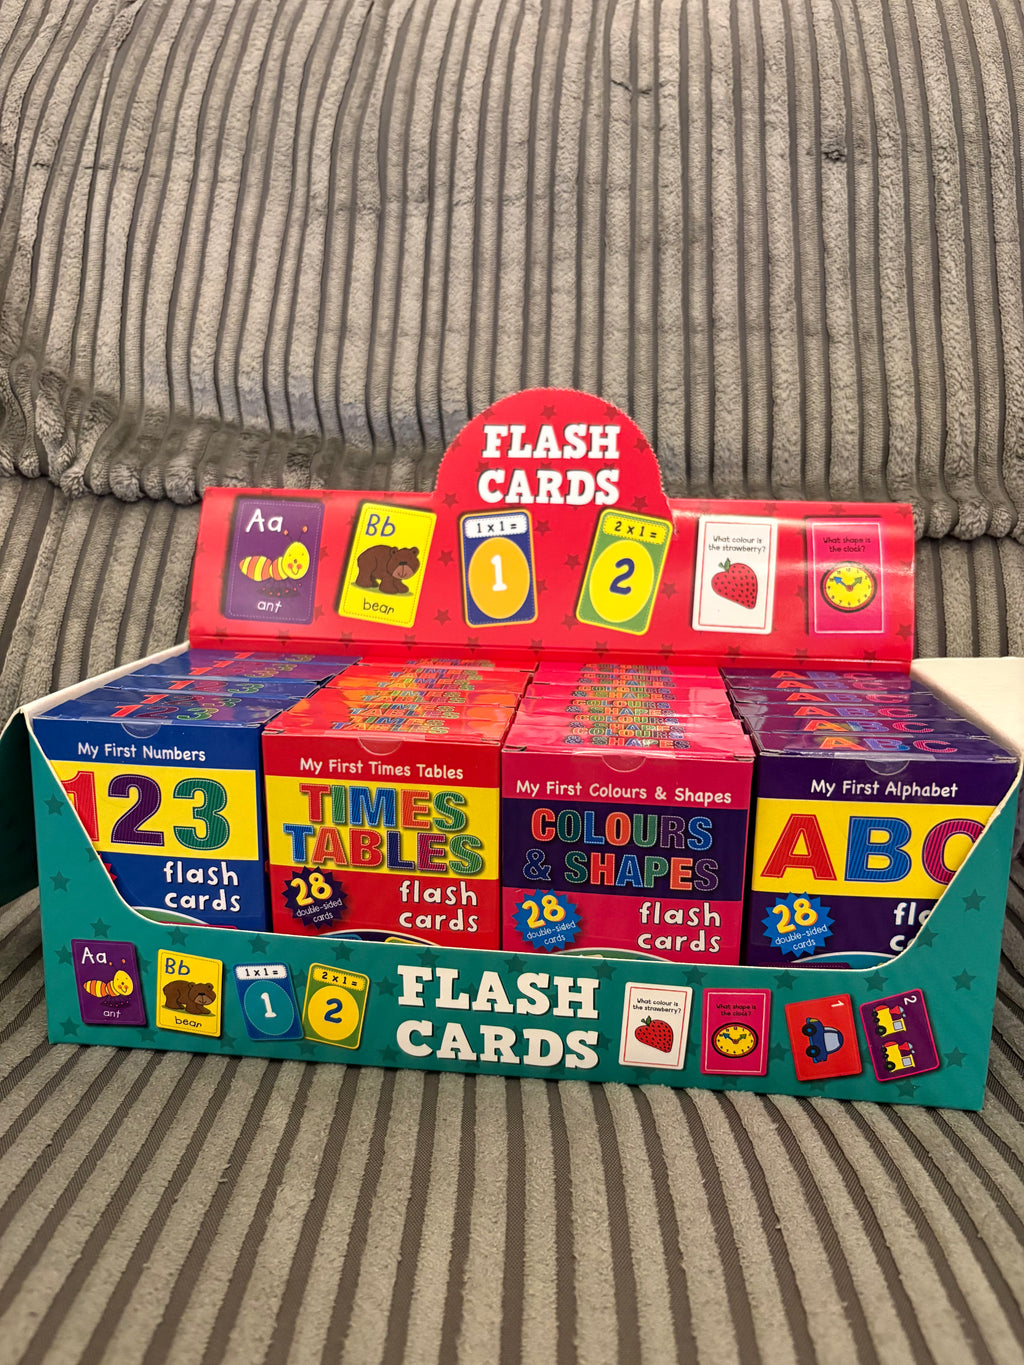 FLASH
CARDS
Aa
ant
Bb
bear
1 x 1 =
1
2 x 1 =
2
What colour is
the strawberry?
What shape is
the clock?
My First Numbers
123
flash
cards
My First Times Tables
TIMES
TABLES
28
double-sided
cards
flash
cards
My First Colours & Shapes
COLOURS
& SHAPES
28
double-sided
cards
flash
cards
My First Alphabet
ABC
28
double-sided
cards
fl
c
Aa
ant
Bb
bear
1 x 1 =
1
2 x 1 =
2
FLASH
CARDS
What colour is
the strawberry?
What shape is
the clock?
1
2